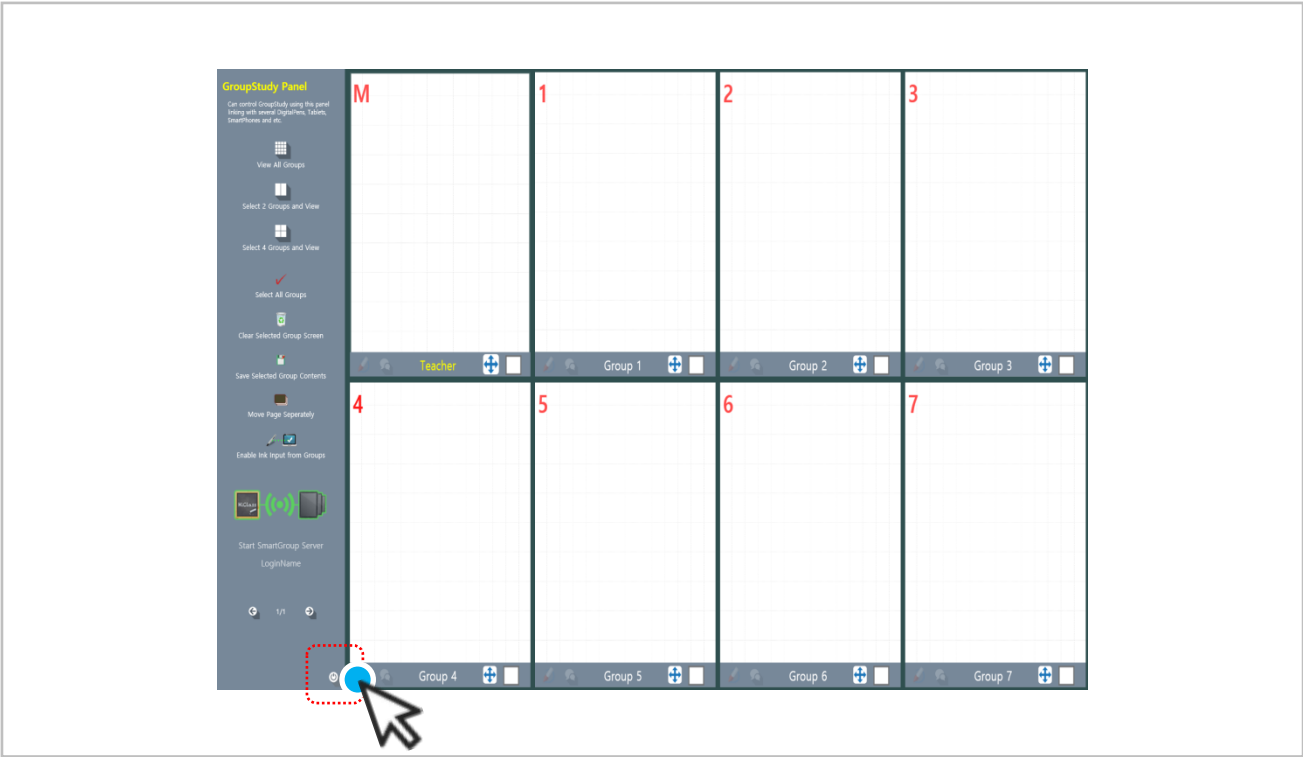 GroupStudy Panel
Can control GroupStudy using this panel
linking with several DigitalPens, Tablets,
SmartPhones and etc.
View All Groups
Select 2 Groups and View
Select 4 Groups and View
Select All Groups
Clear Selected Group Screen
Save Selected Group Contents
Move Page Seperately
Enable Ink Input from Groups
Start SmartGroup Server
LoginName
1/1
M
1
2
3
Teacher
Group 1
Group 2
Group 3
4
5
6
7
Group 4
Group 5
Group 6
Group 7